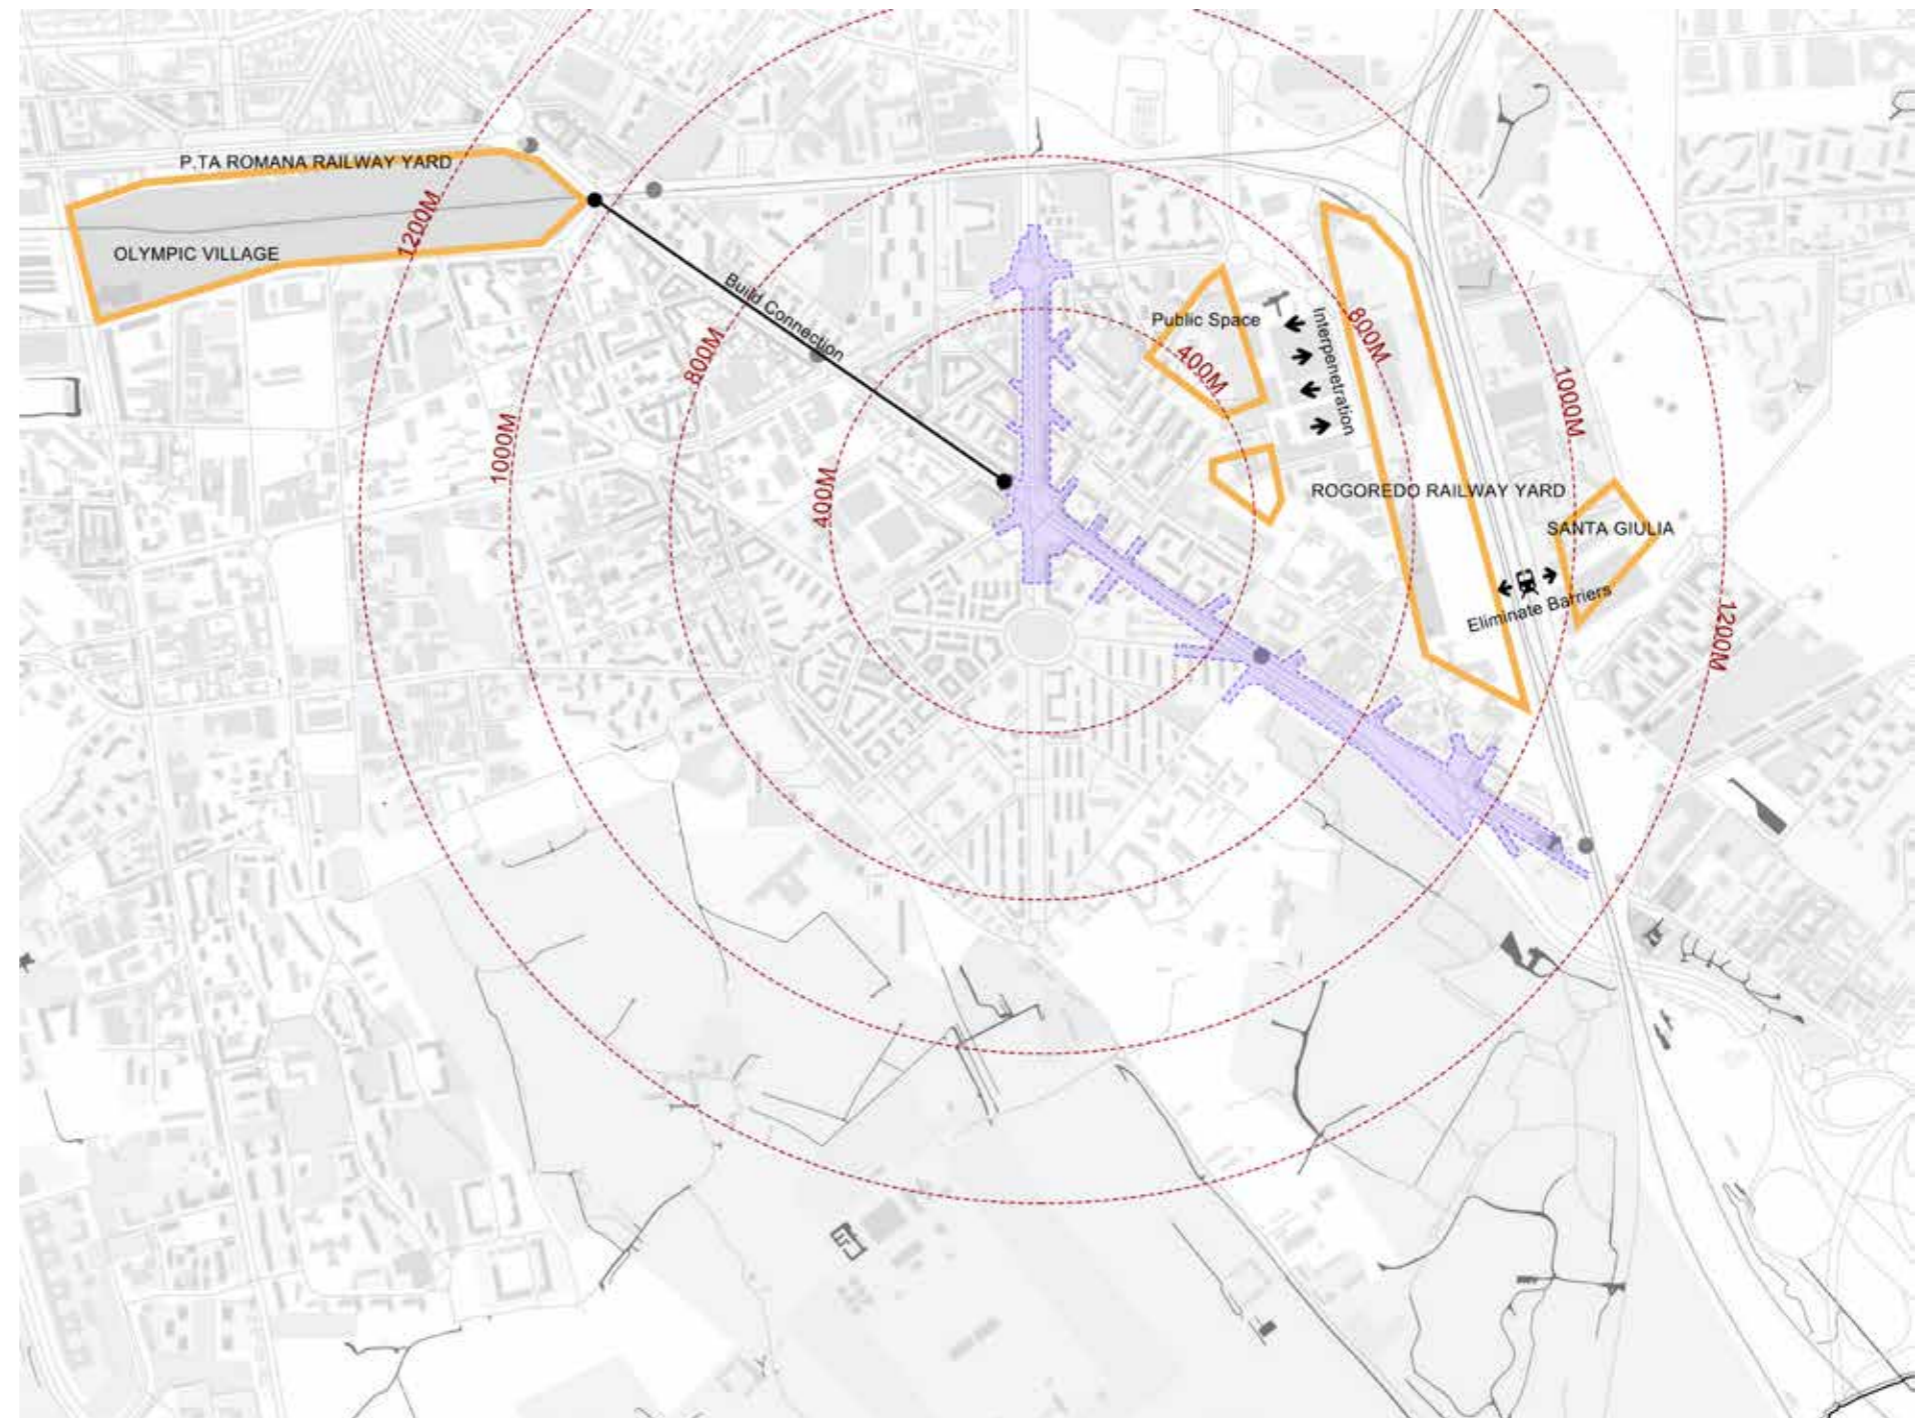 P.TA ROMANA RAILWAY YARD
1200M
OLYMPIC VILLAGE
Build Connection
Public Space
Interpenetration
800M
800M
400M
1000M
1000M
400M
ROGOREDO RAILWAY YARD
SANTA GIULIA
Eliminate Barriers
1200M